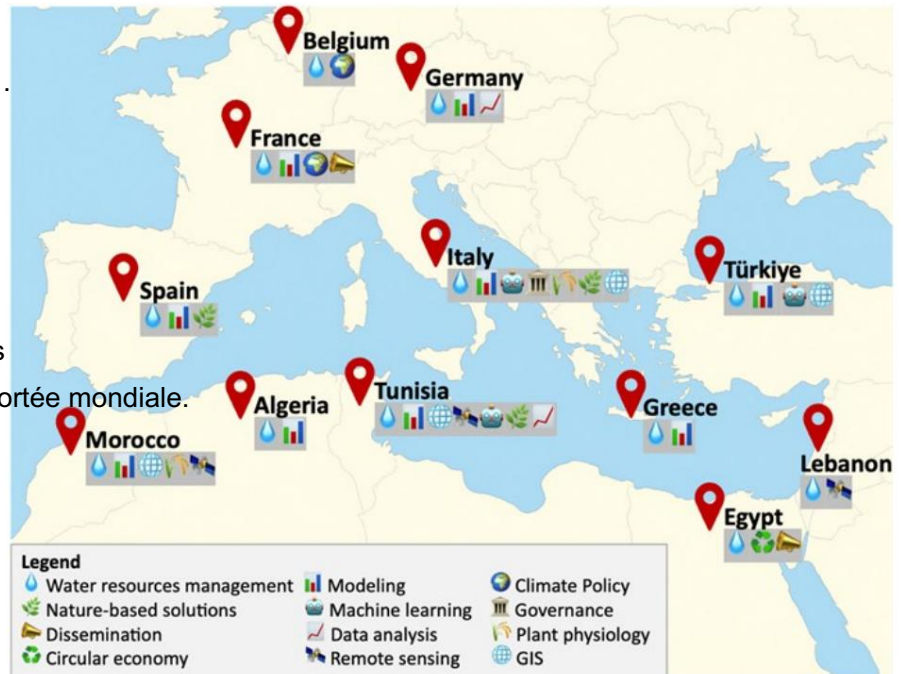 Belgium
.
Germany
France
Italy
Türkiye
Spain
s
ortée mondiale.
Tunisia
Algeria
Greece
Morocco
Lebanon
Egypt
Legend
Water resources management
Modeling
Climate Policy
Nature-based solutions
Machine learning
Governance
Dissemination
Data analysis
Plant physiology
Circular economy
Remote sensing
GIS